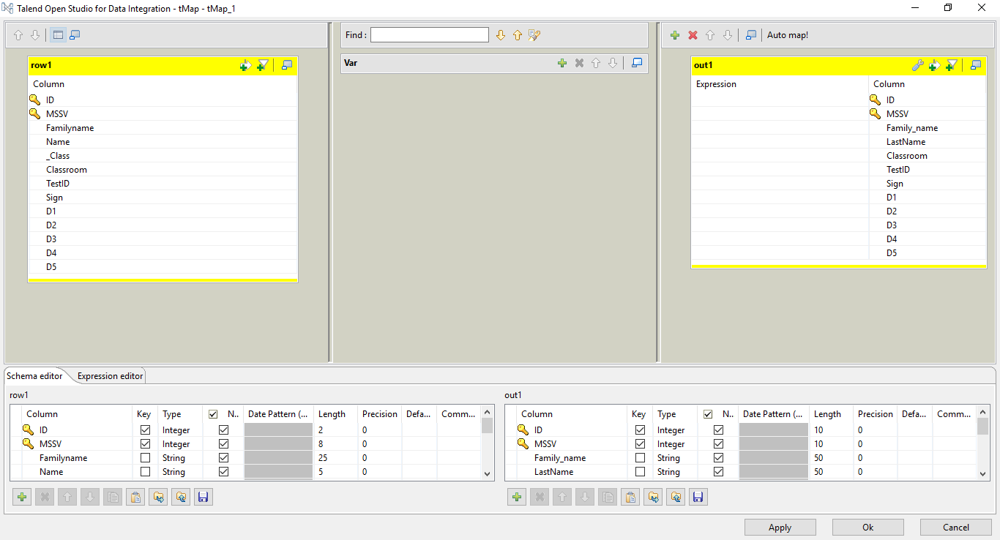 Talend Open Studio for Data Integration - tMap - tMap_1
Find :
Auto map!
row1
Column
ID
MSSV
Familyname
Name
_Class
Classroom
TestID
Sign
D1
D2
D3
D4
D5
Var
out1
Expression Column
ID
MSSV
Family_name
LastName
Classroom
TestID
Sign
D1
D2
D3
D4
D5
Schema editor Expression editor
row1
Column Key Type N.. Date Pattern (... Length Precision Defa... Comm...
ID Integer 2 0
MSSV Integer 8 0
Familyname String 25 0
Name String 5 0
out1
Column Key Type N.. Date Pattern (... Length Precision Defa... Comm...
ID Integer 10 0
MSSV Integer 10 0
Family_name String 50 0
LastName String 50 0
Apply Ok Cancel